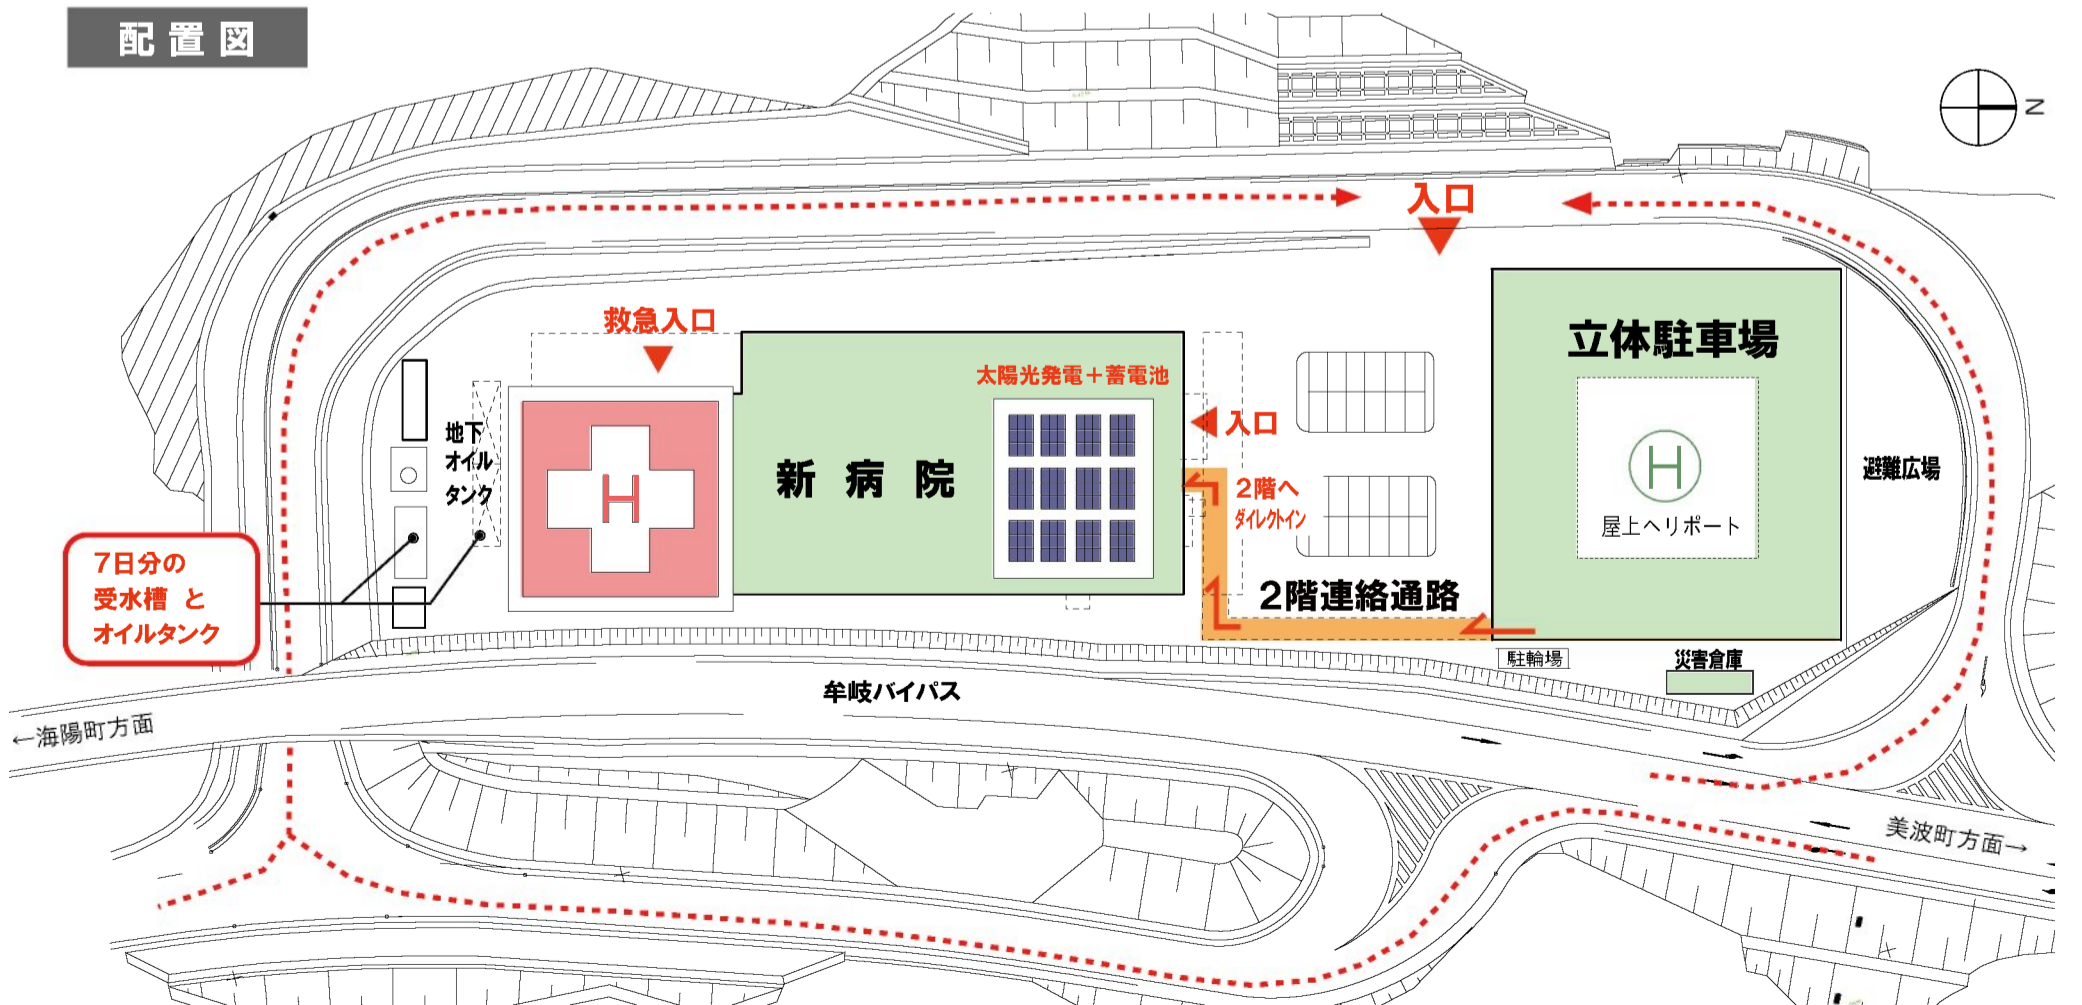 配置図
N
入口
救急入口
立体駐車場
太陽光発電＋蓄電池
入口
地下
オイル
タンク
新病院
H
H
2階へ
ダイレクトイン
避難広場
屋上ヘリポート
7日分の
受水槽 と
オイルタンク
2階連絡通路
駐輪場
災害倉庫
牟岐バイパス
←海陽町方面
美波町方面→